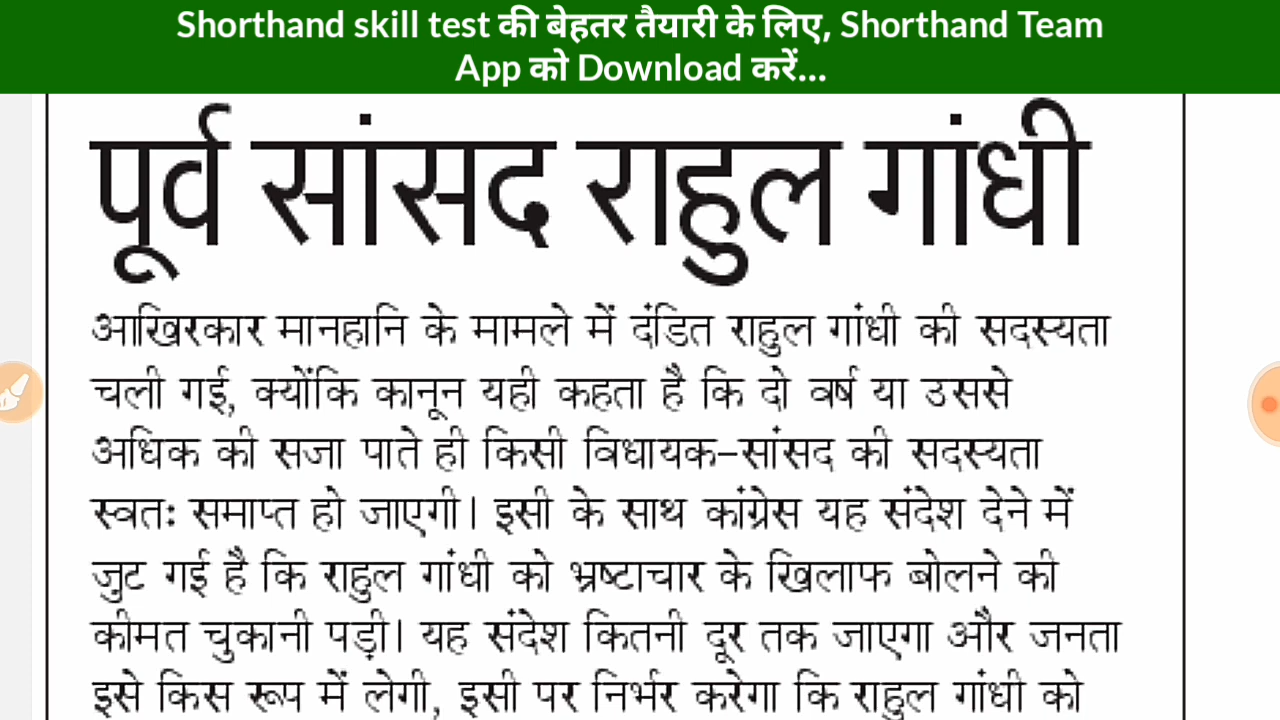 Shorthand skill test की बेहतर तैयारी के लिए, Shorthand Team
App को Download करें...
पूर्व सांसद राहुल गांधी
आखिरकार मानहानि के मामले में दंडित राहुल गांधी की सदस्यता
चली गई, क्योंकि कानून यही कहता है कि दो वर्ष या उससे
अधिक की सजा पाते ही किसी विधायक-सांसद की सदस्यता
स्वतः समाप्त हो जाएगी। इसी के साथ कांग्रेस यह संदेश देने में
जुट गई है कि राहुल गांधी को भ्रष्टाचार के खिलाफ बोलने की
कीमत चुकानी पड़ी। यह संदेश कितनी दूर तक जाएगा और जनता
इसे किस रूप में लेगी, इसी पर निर्भर करेगा कि राहुल गांधी को